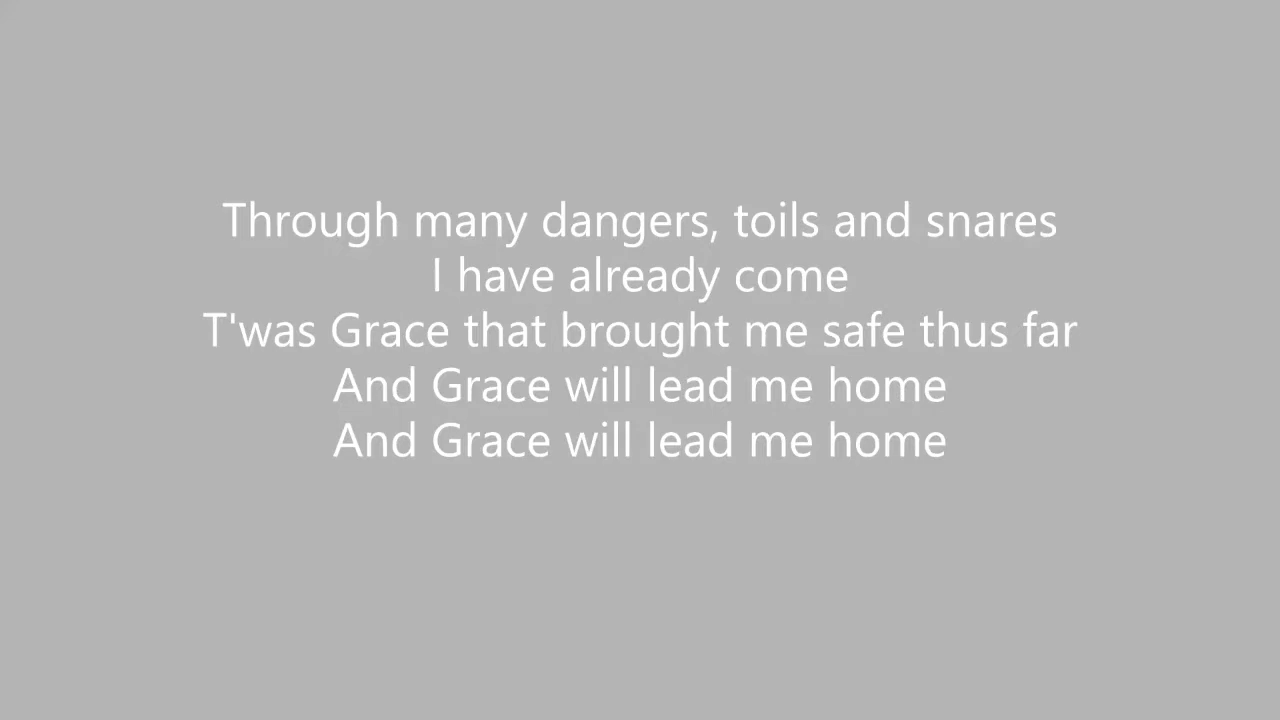 Through many dangers, toils and snares
I have already come
T'was Grace that brought me safe thus far
And Grace will lead me home
And Grace will lead me home